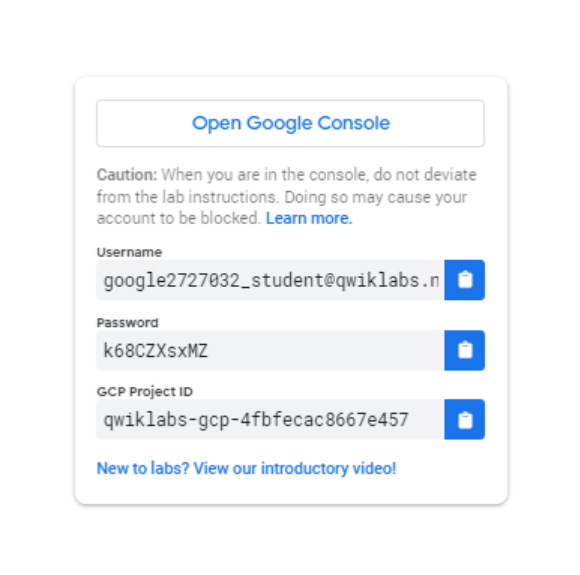 Open Google Console
Caution: When you are in the console, do not deviate
from the lab instructions. Doing so may cause your
account to be blocked. Learn more.
Username
google2727032_student@qwiklabs.n
Password
k68CZXsxMZ
GCP Project ID
qwiklabs-gcp-4fbfecac8667e457
New to labs? View our introductory video!